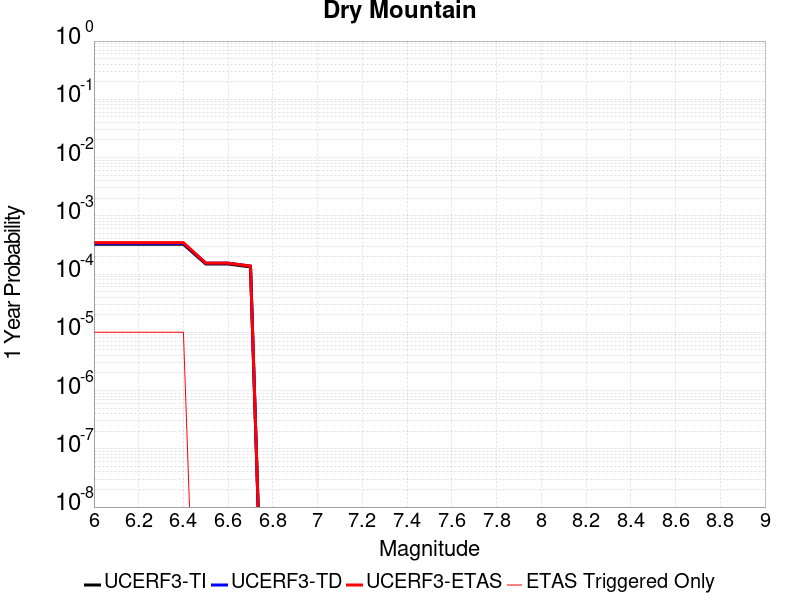 Dry Mountain
1 Year Probability
10^0
10^-1
10^-2
10^-3
10^-4
10^-5
10^-6
10^-7
10^-8
6 6.2 6.4 6.6 6.8 7 7.2 7.4 7.6 7.8 8 8.2 8.4 8.6 8.8 9
Magnitude
UCERF3-TI UCERF3-TD UCERF3-ETAS ETAS Triggered Only